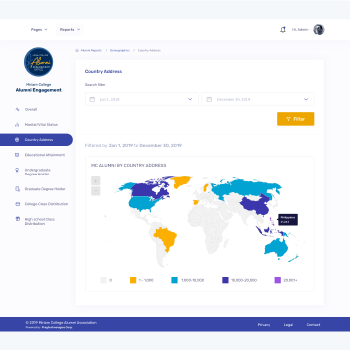 Pages
Reports
Hi, Admin
Alumni Reports / Demographics / Country Address
Alumni
Miriam College
Alumni Engagement
Overall
Marital/Vital Status
Country Address
Educational Attainment
Undergraduate
Degree Holder
Graduate Degree Holder
College Class Distribution
High school Class
Distribution
Country Address
Search Filter
Jan 1, 2019
December 30, 2019
Filter
Filtered by Jan 1, 2019 to December 30, 2019
MC ALUMNI BY COUNTRY ADDRESS
+
-
Philippines
0
1 - 1,000
1,000-10,000
10,000-20,000
20,001+
© 2019 Miriam College Alumni Association
Powered by
Privacy
Legal
Contact